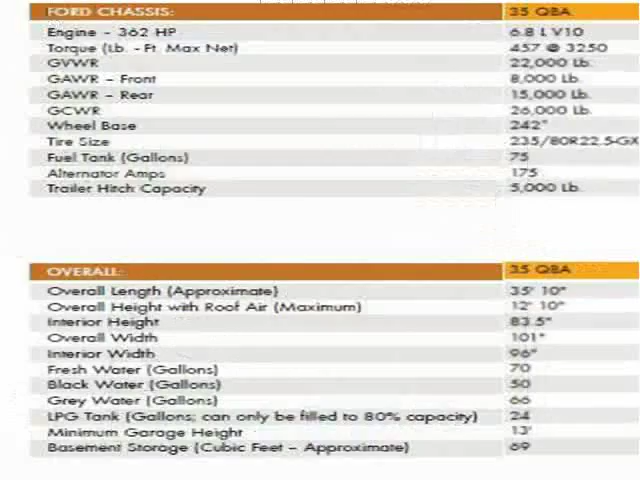 FORD CHASSIS: 35 QBA
Engine - 362 HP 6.8 L V10
Torque (Lb. - Ft. Max Net) 457 @ 3250
GVWR 22,000 Lb.
GAWR – Front 8,000 Lb.
GAWR – Rear 15,000 Lb.
GCWR 26,000 Lb.
Wheel Base 242"
Tire Size 235/80R22.5-GX
Fuel Tank (Gallons) 75
Alternator Amps 175
Trailer Hitch Capacity 5,000 Lb.
OVERALL: 35 QBA
Overall Length (Approximate) 35' 10"
Overall Height with Roof Air (Maximum) 12' 10"
Interior Height 83.5"
Overall Width 101"
Interior Width 96"
Fresh Water (Gallons) 70
Black Water (Gallons) 50
Grey Water (Gallons) 66
LPG Tank (Gallons; can only be filled to 80% capacity) 24
Minimum Garage Height 13'
Basement Storage (Cubic Feet – Approximate) 69